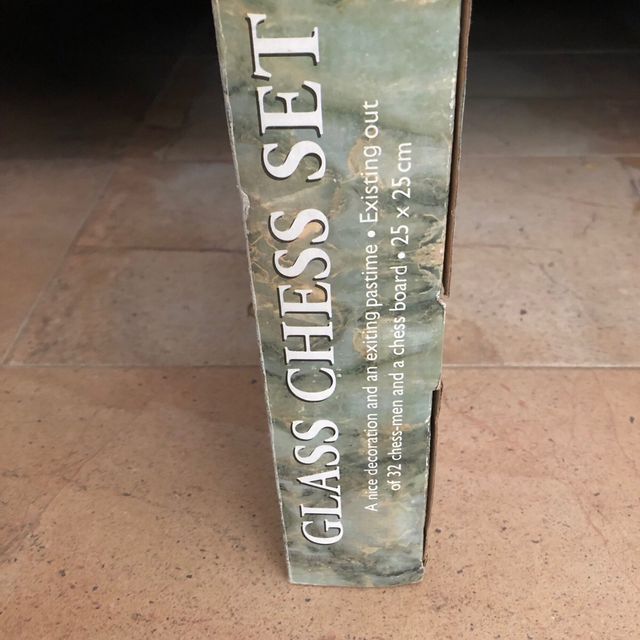 GLASS CHESS SET
A nice decoration and an exiting pastime • Existing out
of 32 chess-men and a chess board • 25 x 25 cm